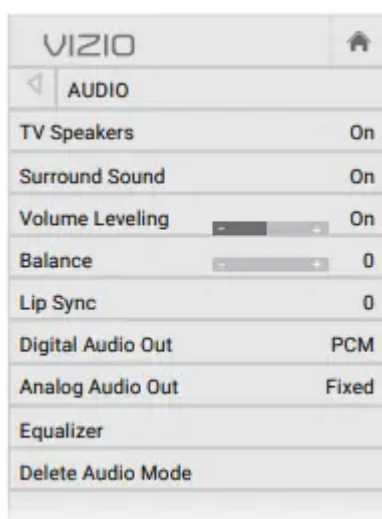 VIZIO
AUDIO
TV Speakers On
Surround Sound On
Volume Leveling - + On
Balance - + 0
Lip Sync 0
Digital Audio Out PCM
Analog Audio Out Fixed
Equalizer
Delete Audio Mode